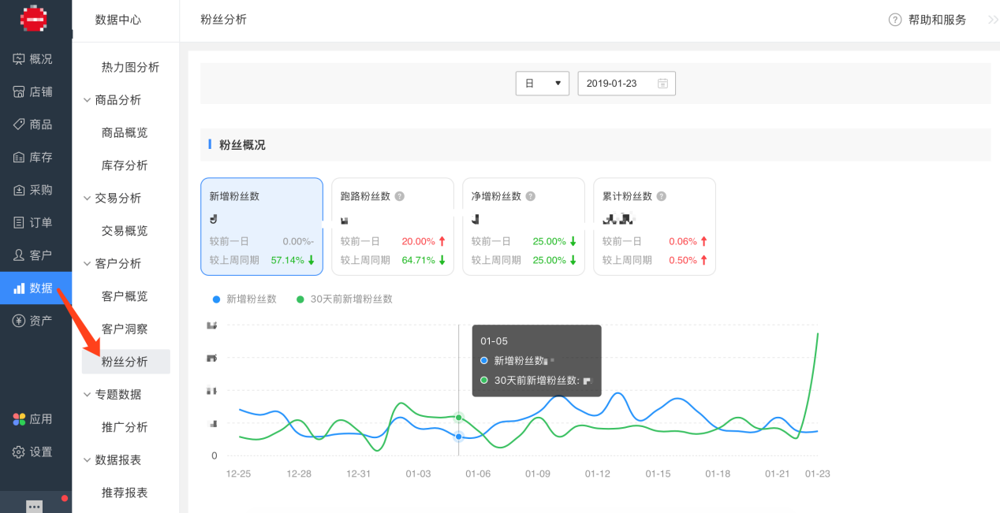 数据中心
粉丝分析
帮助和服务
概况
店铺
商品
库存
采购
订单
客户
数据
资产
应用
设置
热力图分析
商品分析
商品概览
库存分析
交易分析
交易概览
客户分析
客户概览
客户洞察
粉丝分析
专题数据
推广分析
数据报表
推荐报表
日
2019-01-23
粉丝概况
新增粉丝数
较前一日 0.00%-
较上周同期 57.14%
跑路粉丝数
较前一日 20.00%
较上周同期 64.71%
净增粉丝数
较前一日 25.00%
较上周同期 25.00%
累计粉丝数
较前一日 0.06%
较上周同期 0.50%
新增粉丝数 30天前新增粉丝数
01-05
新增粉丝数
30天前新增粉丝数:
0
12-25 12-28 12-31 01-03 01-06 01-09 01-12 01-15 01-18 01-21 01-23